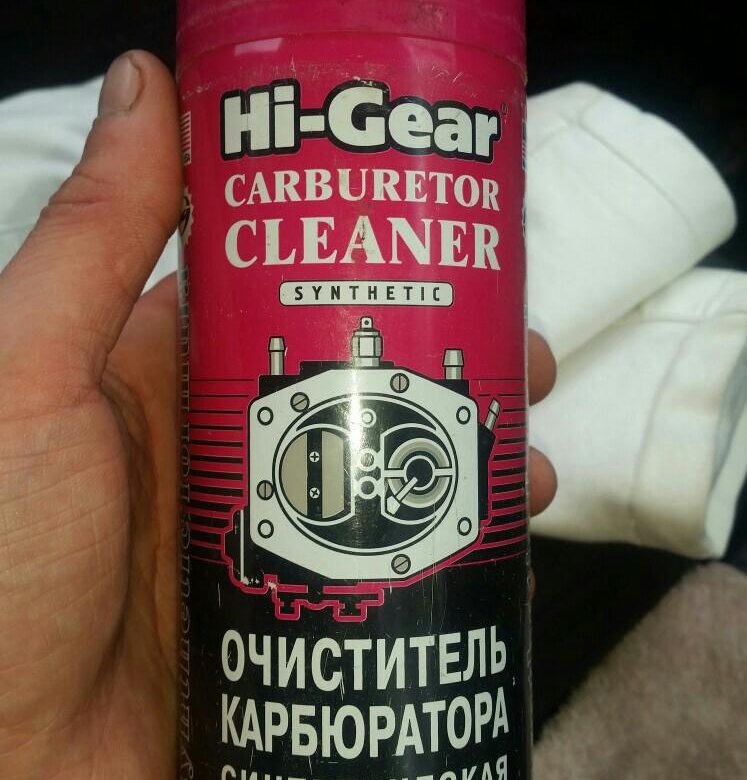 Hi-Gear
CARBURETOR
CLEANER
SYNTHETIC
ОЧИСТИТЕЛЬ
КАРБЮРАТОРА